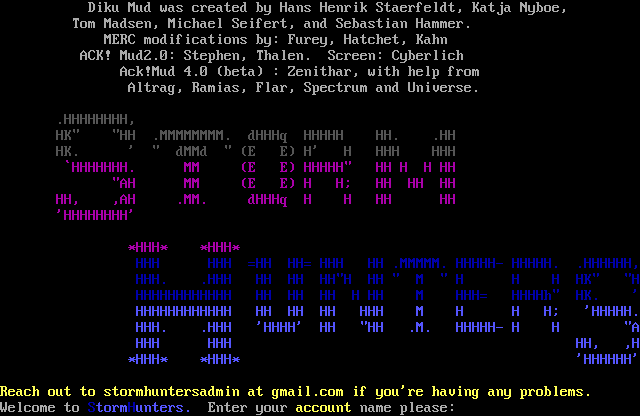 Diku Mud was created by Hans Henrik Staerfeldt, Katja Nyboe,
Tom Madsen, Michael Seifert, and Sebastian Hammer.
MERC modifications by: Furey, Hatchet, Kahn
ACK! Mud2.0: Stephen, Thalen.  Screen: Cyberlich
Ack!Mud 4.0 (beta) : Zenithar, with help from
Altrag, Ramias, Flar, Spectrum and Universe.
STORM
HUNTERS
Reach out to stormhuntersadmin at gmail.com if you're having any problems.
Welcome to StormHunters.  Enter your account name please: